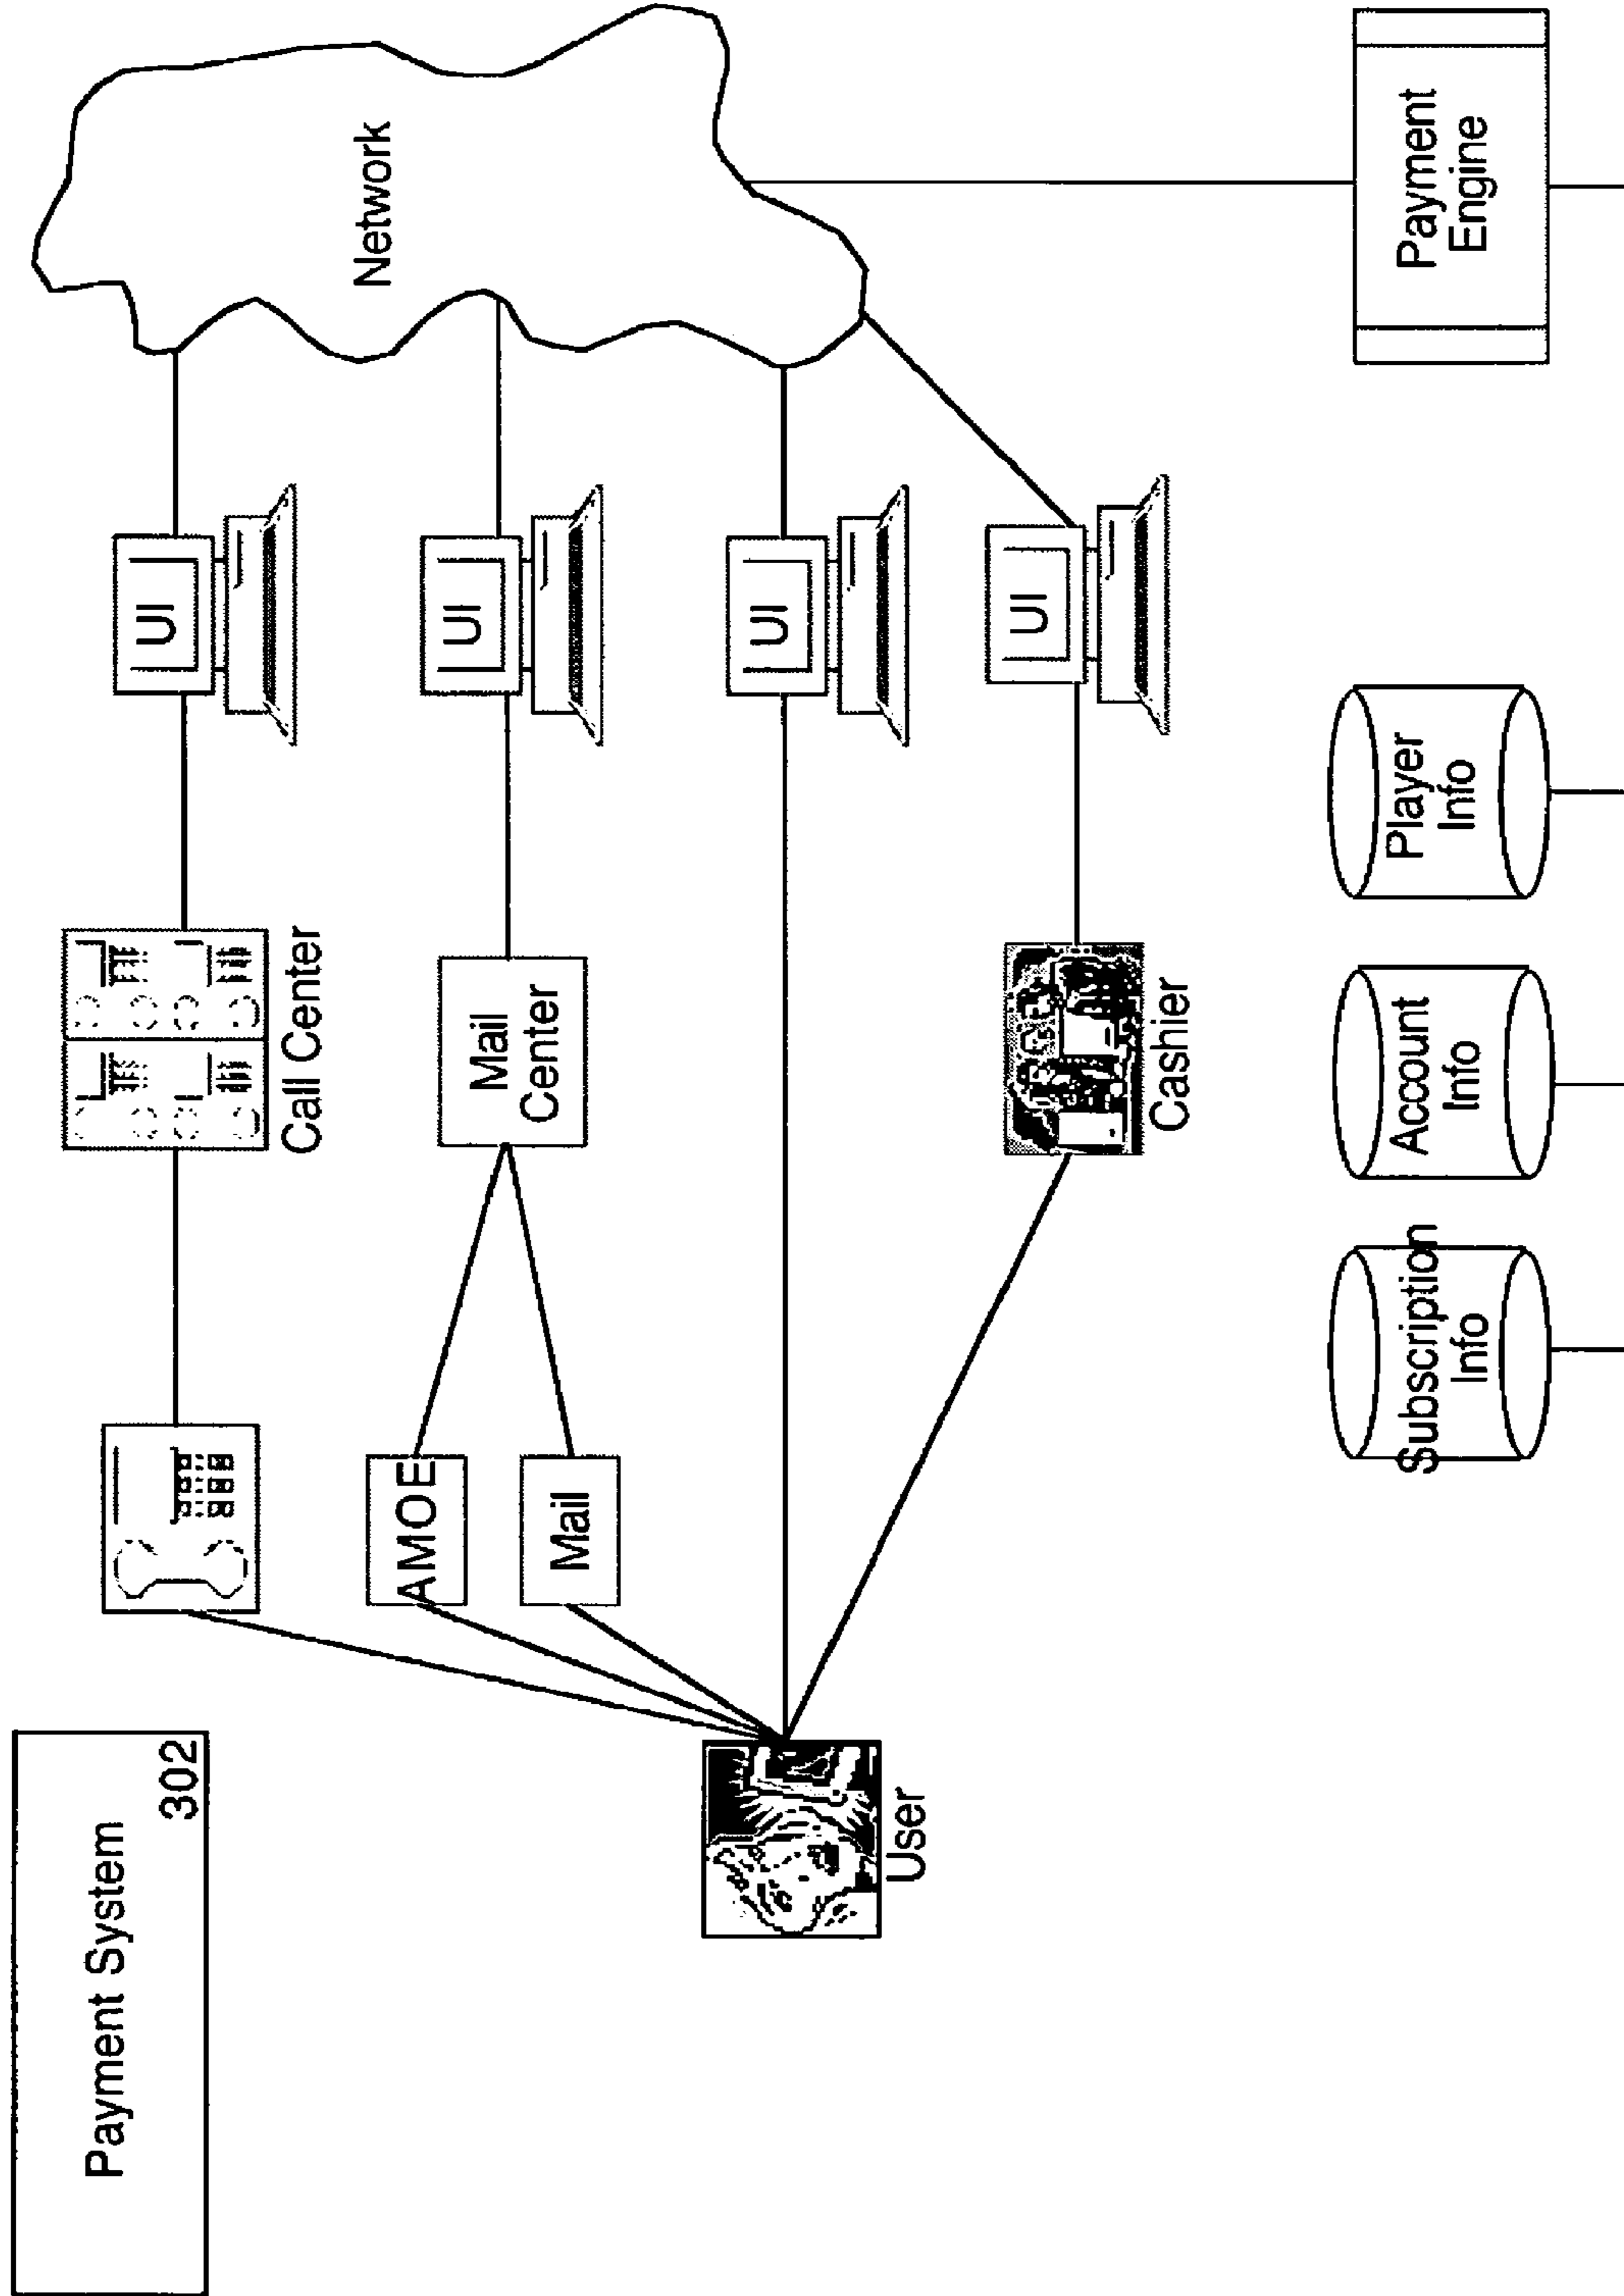 Payment System
302
Call Center
UI
Network
AMOE
Mail
Center
UI
Mail
UI
User
Cashier
UI
Subscription
Info
Account
Info
Player
Info
Payment
Engine